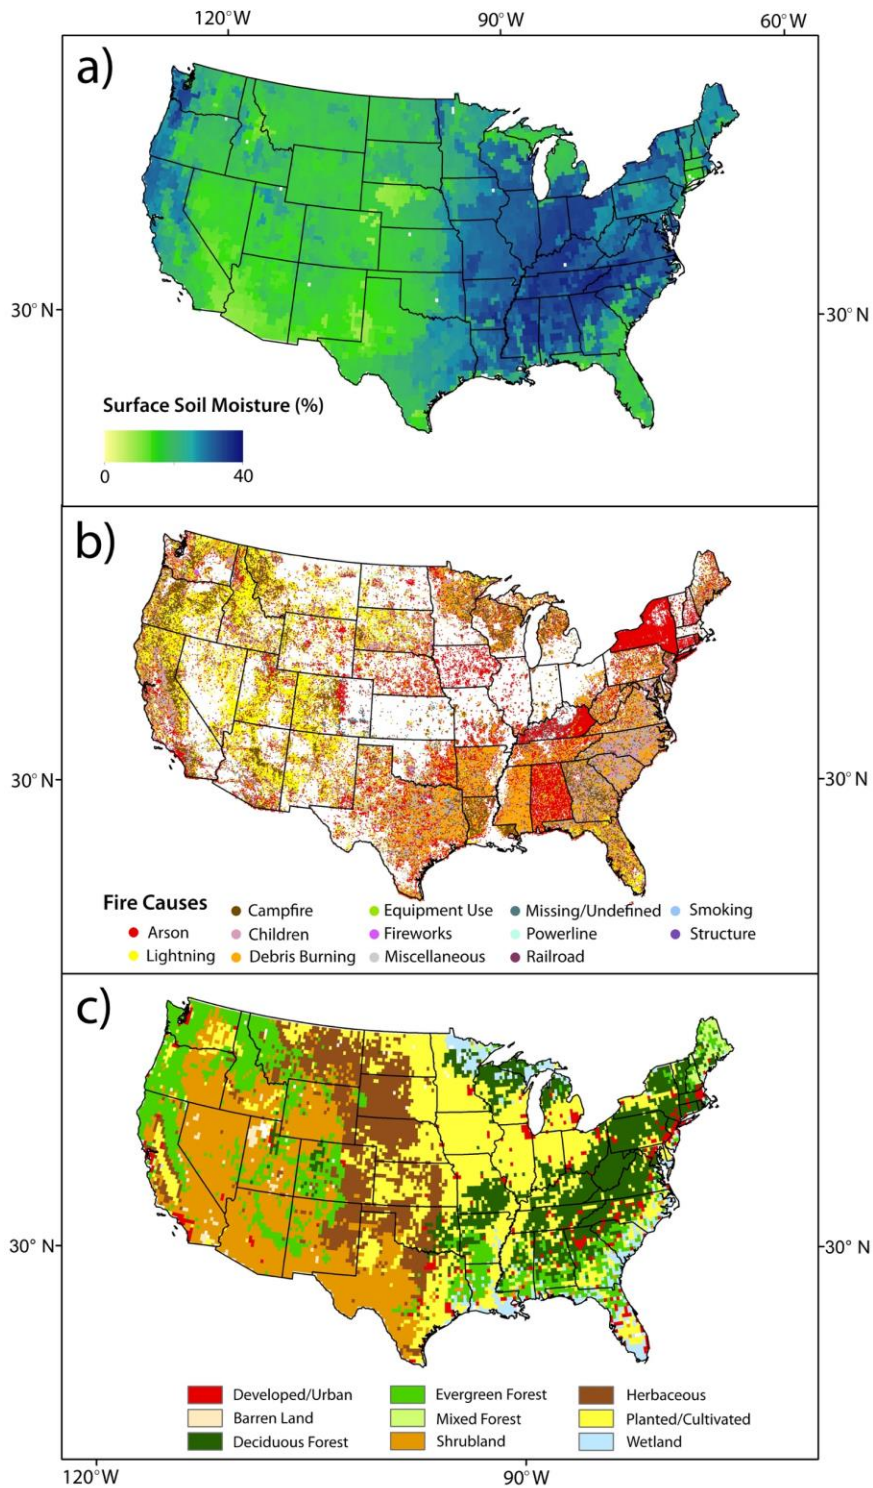 120°W 90°W 60°W
a)
30°N 30°N
Surface Soil Moisture (%)
0 40
b)
30°N 30°N
Fire Causes
Campfire Equipment Use Missing/Undefined Smoking
Arson Children Fireworks Powerline Structure
Lightning Debris Burning Miscellaneous Railroad
c)
30°N 30°N
Developed/Urban Evergreen Forest Herbaceous
Barren Land Mixed Forest Planted/Cultivated
Deciduous Forest Shrubland Wetland
120°W 90°W